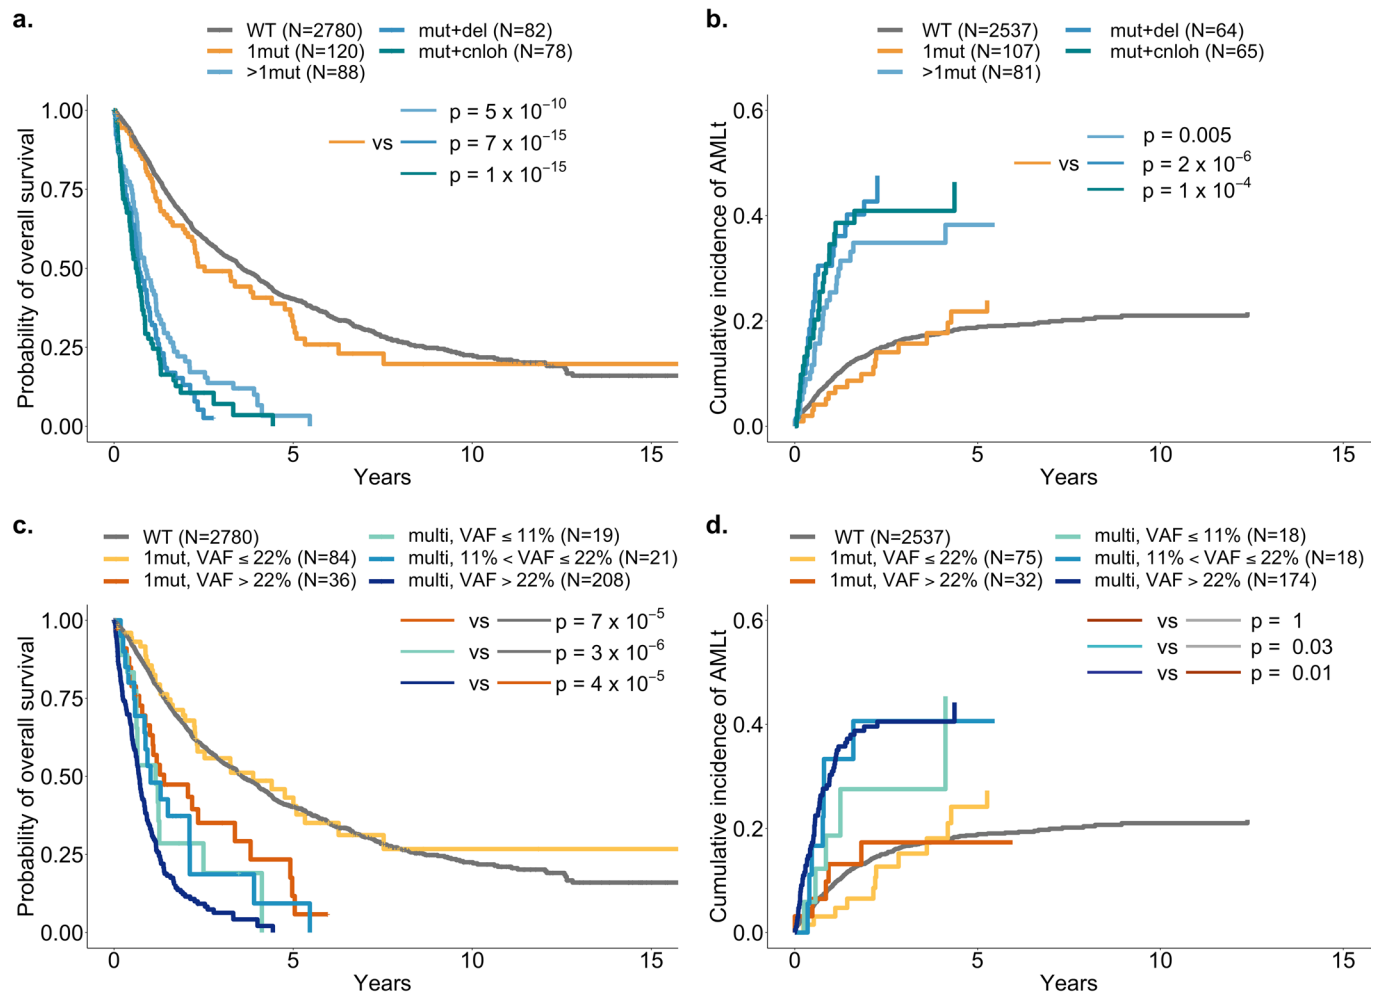 a.
WT (N=2780) mut+del (N=82)
1mut (N=120) mut+cnloh (N=78)
>1mut (N=88)
Probability of overall survival
1.00
0.75
0.50
0.25
0.00
p = 5 x 10⁻¹⁰
vs p = 7 x 10⁻¹⁵
p = 1 x 10⁻¹⁵
0 5 10 15
Years
b.
WT (N=2537) mut+del (N=64)
1mut (N=107) mut+cnloh (N=65)
>1mut (N=81)
Cumulative incidence of AMLt
0.6
0.4
0.2
0.0
p = 0.005
vs p = 2 x 10⁻⁶
p = 1 x 10⁻⁴
0 5 10 15
Years
c.
WT (N=2780) multi, VAF ≤ 11% (N=19)
1mut, VAF ≤ 22% (N=84) multi, 11% < VAF ≤ 22% (N=21)
1mut, VAF > 22% (N=36) multi, VAF > 22% (N=208)
Probability of overall survival
1.00
0.75
0.50
0.25
0.00
vs p = 7 x 10⁻⁵
vs p = 3 x 10⁻⁶
vs p = 4 x 10⁻⁵
0 5 10 15
Years
d.
WT (N=2537) multi, VAF ≤ 11% (N=18)
1mut, VAF ≤ 22% (N=75) multi, 11% < VAF ≤ 22% (N=18)
1mut, VAF > 22% (N=32) multi, VAF > 22% (N=174)
Cumulative incidence of AMLt
0.6
0.4
0.2
0.0
vs p = 1
vs p = 0.03
vs p = 0.01
0 5 10 15
Years